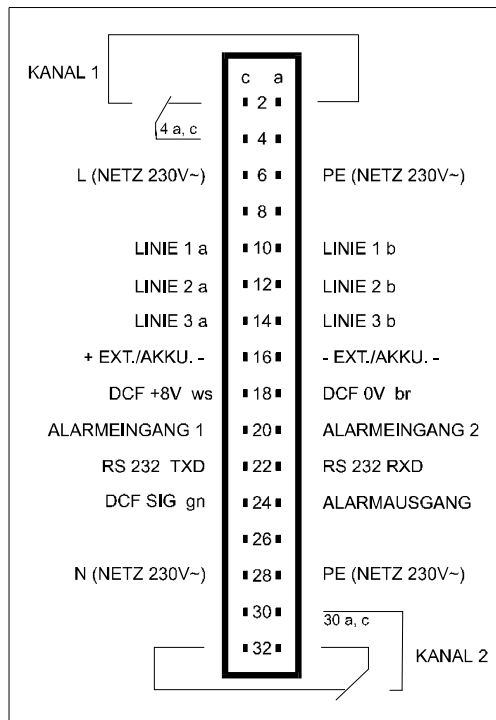 KANAL 1
c a
2
4 a, c 4
L (NETZ 230V~) 6 PE (NETZ 230V~)
8
LINIE 1 a 10 LINIE 1 b
LINIE 2 a 12 LINIE 2 b
LINIE 3 a 14 LINIE 3 b
+ EXT./AKKU. - 16 - EXT./AKKU. -
DCF +8V ws 18 DCF 0V br
ALARMEINGANG 1 20 ALARMEINGANG 2
RS 232 TXD 22 RS 232 RXD
DCF SIG gn 24 ALARMAUSGANG
26
N (NETZ 230V~) 28 PE (NETZ 230V~)
30 30 a, c
32
KANAL 2